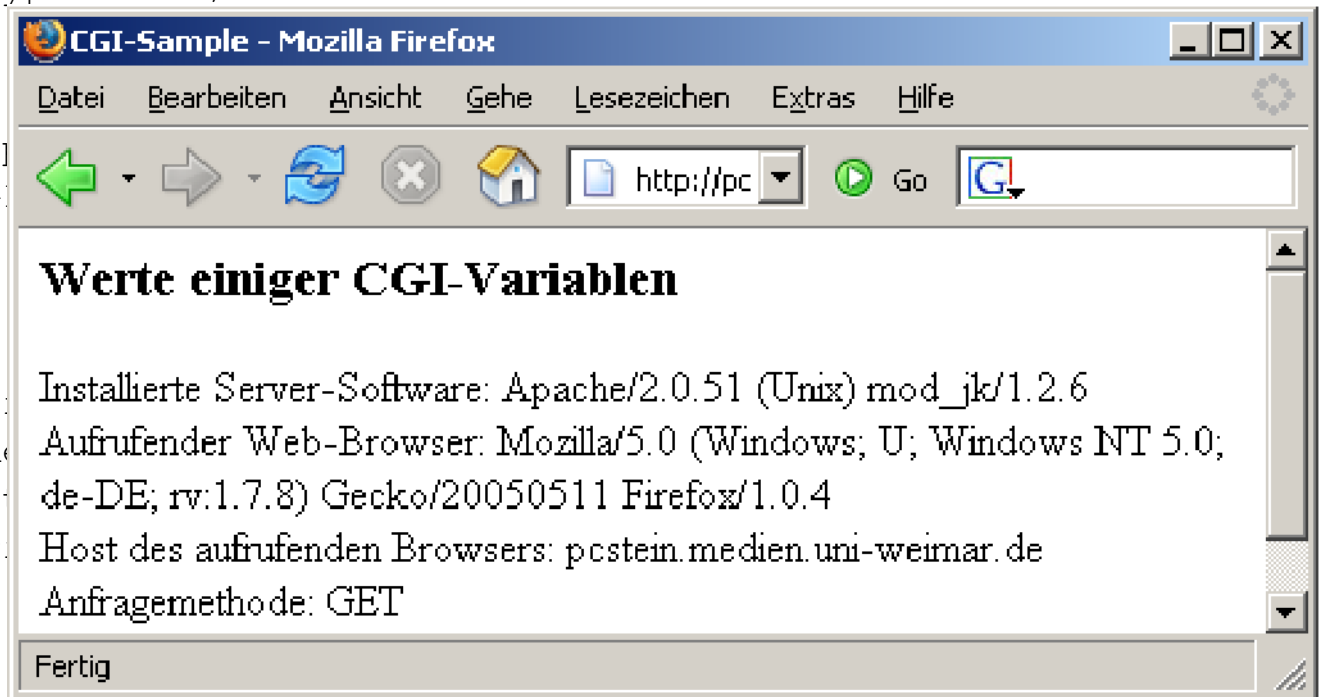 CGI-Sample - Mozilla Firefox
Datei Bearbeiten Ansicht Gehe Lesezeichen Extras Hilfe
http://pc Go G
Werte einiger CGI-Variablen
Installierte Server-Software: Apache/2.0.51 (Unix) mod_jk/1.2.6
Aufrufender Web-Browser: Mozilla/5.0 (Windows; U; Windows NT 5.0;
de-DE; rv:1.7.8) Gecko/20050511 Firefox/1.0.4
Host des aufrufenden Browsers: pcstein.medien.uni-weimar.de
Anfragemethode: GET
Fertig